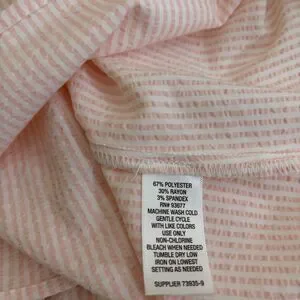 67% POLYESTER
30% RAYON
3% SPANDEX
RN# 93677
MACHINE WASH COLD
GENTLE CYCLE
WITH LIKE COLORS
USE ONLY
NON-CHLORINE
BLEACH WHEN NEEDED
TUMBLE DRY LOW
IRON ON LOWEST
SETTING AS NEEDED
SUPPLIER 73935-9